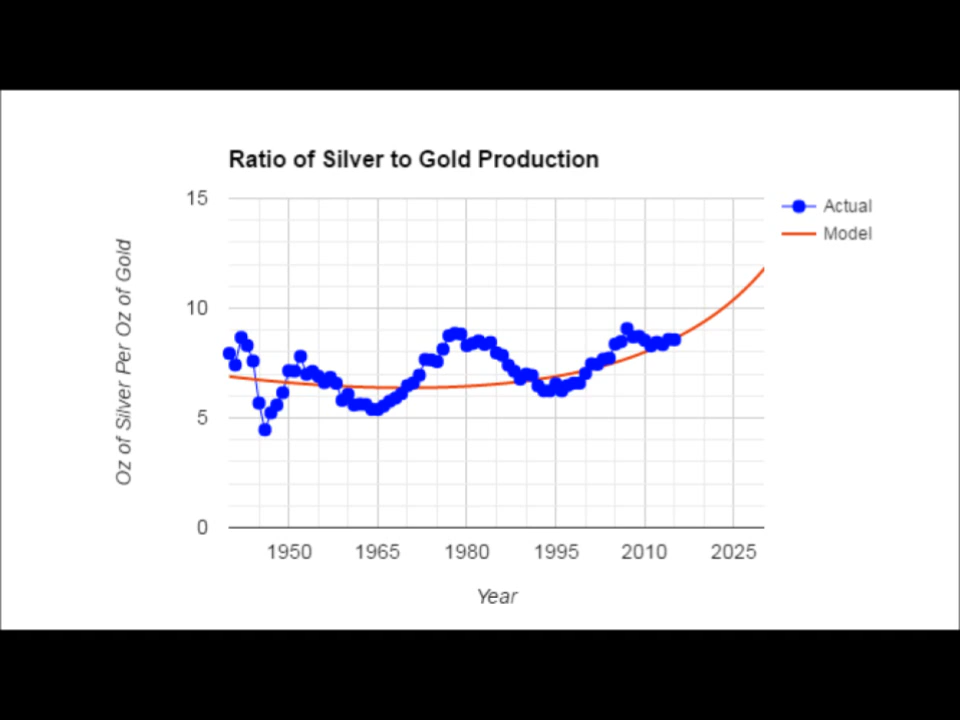 Ratio of Silver to Gold Production
15
10
5
0
Oz of Silver Per Oz of Gold
1950 1965 1980 1995 2010 2025
Year
Actual
Model